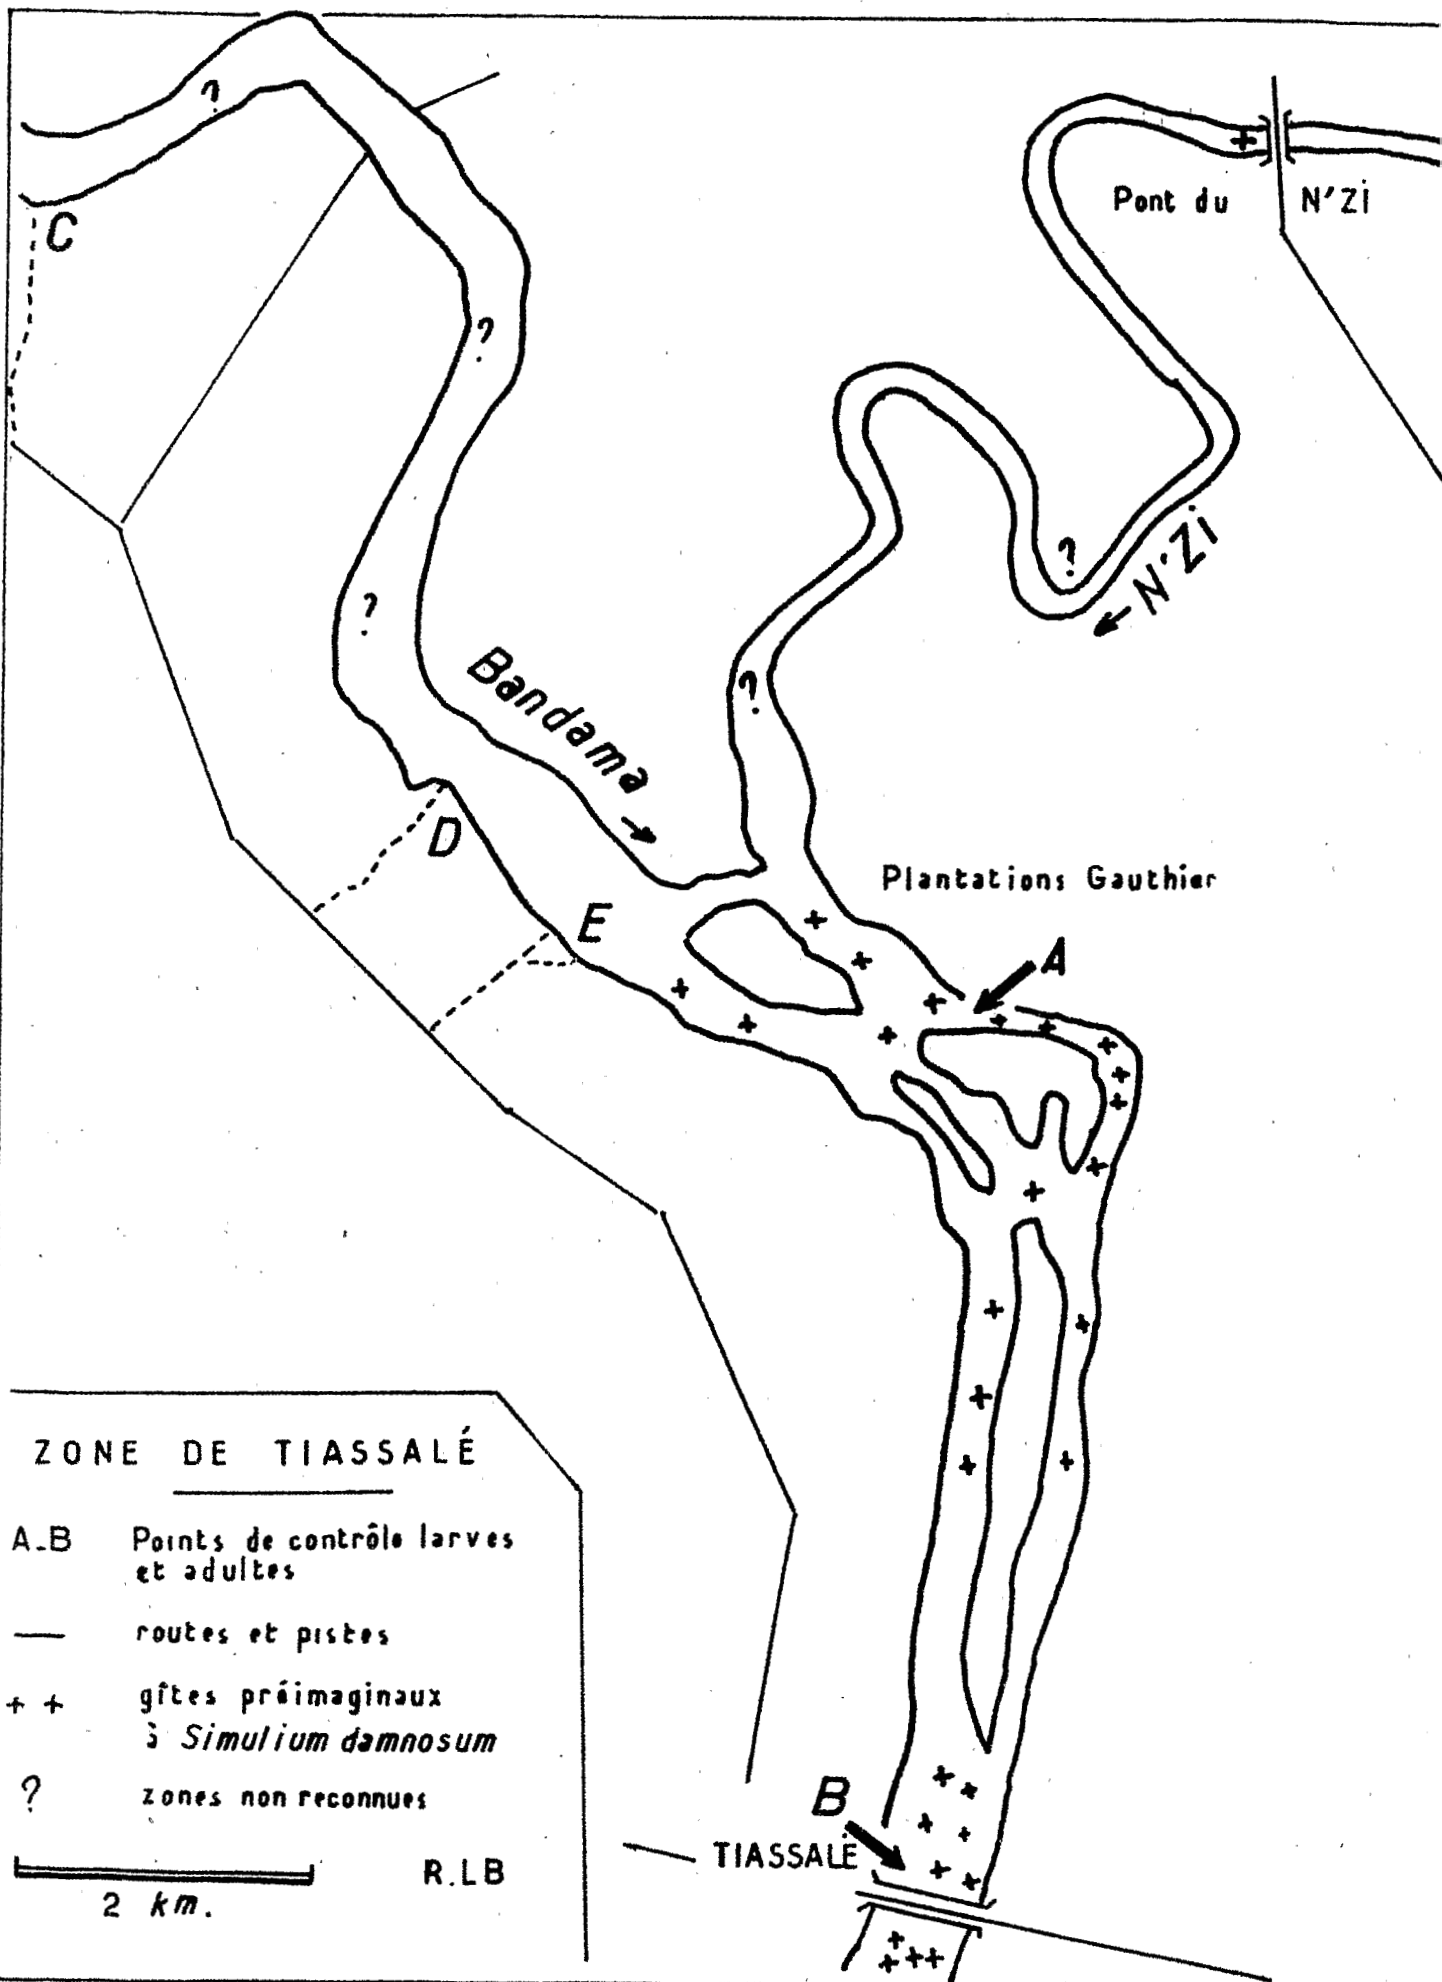 ?
C
Pont du N'Zi
?
?
N'Zi
?
Bandama
?
D
Plantations Gauthier
E
A
ZONE DE TIASSALÉ
A-B Points de contrôle larves
et adultes
routes et pistes
+ + gîtes préimaginaux
à Simulium damnosum
? zones non reconnues
B
TIASSALÉ
R.LB
2 km.